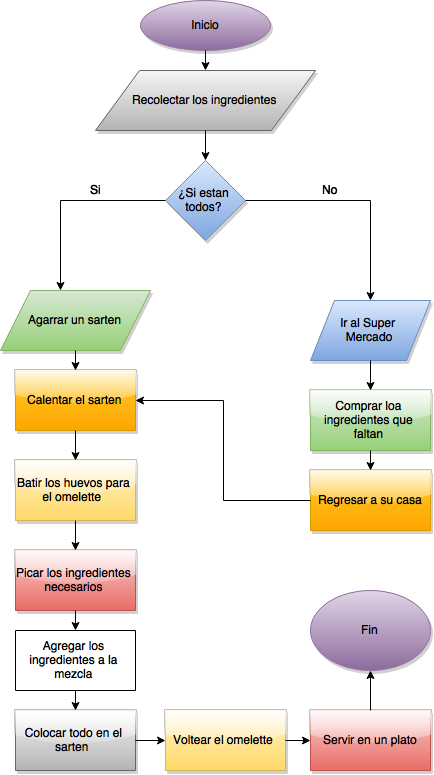 Inicio
Recolectar los ingredientes
¿Si estan
todos?
Si
No
Agarrar un sarten
Ir al Super
Mercado
Calentar el sarten
Comprar loa
ingredientes que
faltan
Batir los huevos para
el omelette
Regresar a su casa
Picar los ingredientes
necesarios
Agregar los
ingredientes a la
mezcla
Fin
Colocar todo en el
sarten
Voltear el omelette
Servir en un plato